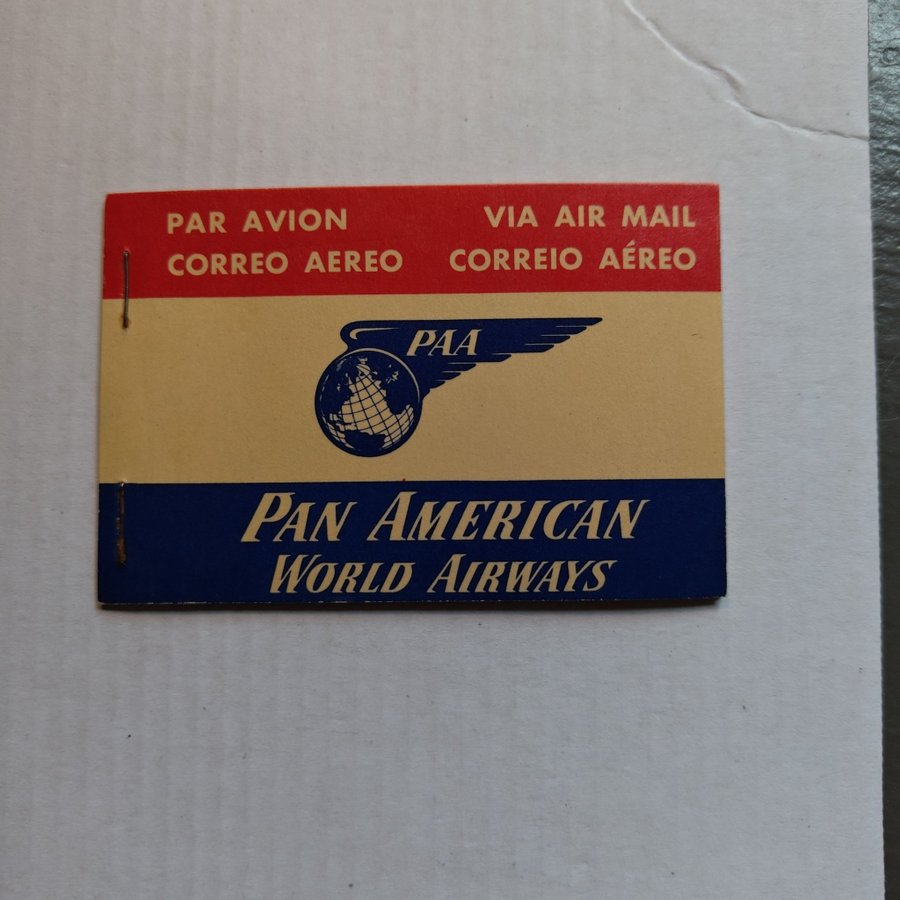 PAR AVION VIA AIR MAIL
CORREO AEREO CORREIO AÉREO
PAA
PAN AMERICAN
WORLD AIRWAYS